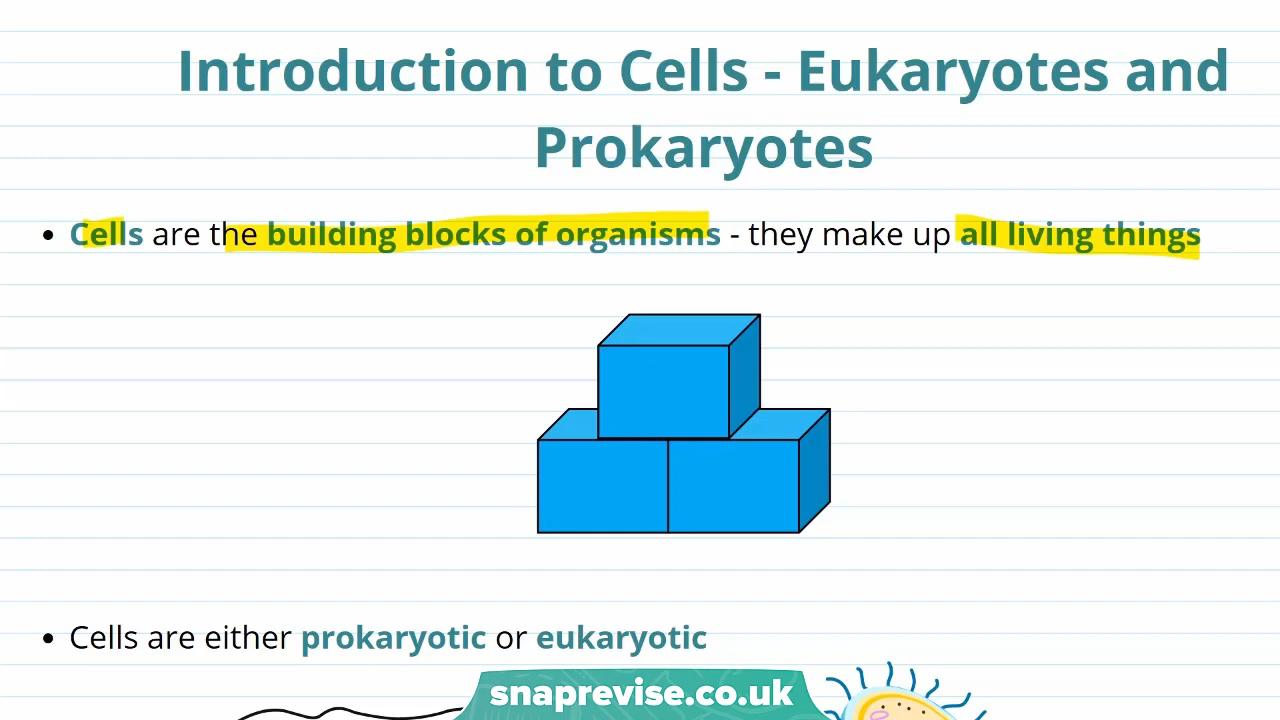 Introduction to Cells - Eukaryotes and
Prokaryotes
• Cells are the building blocks of organisms - they make up all living things
• Cells are either prokaryotic or eukaryotic
snaprevise.co.uk